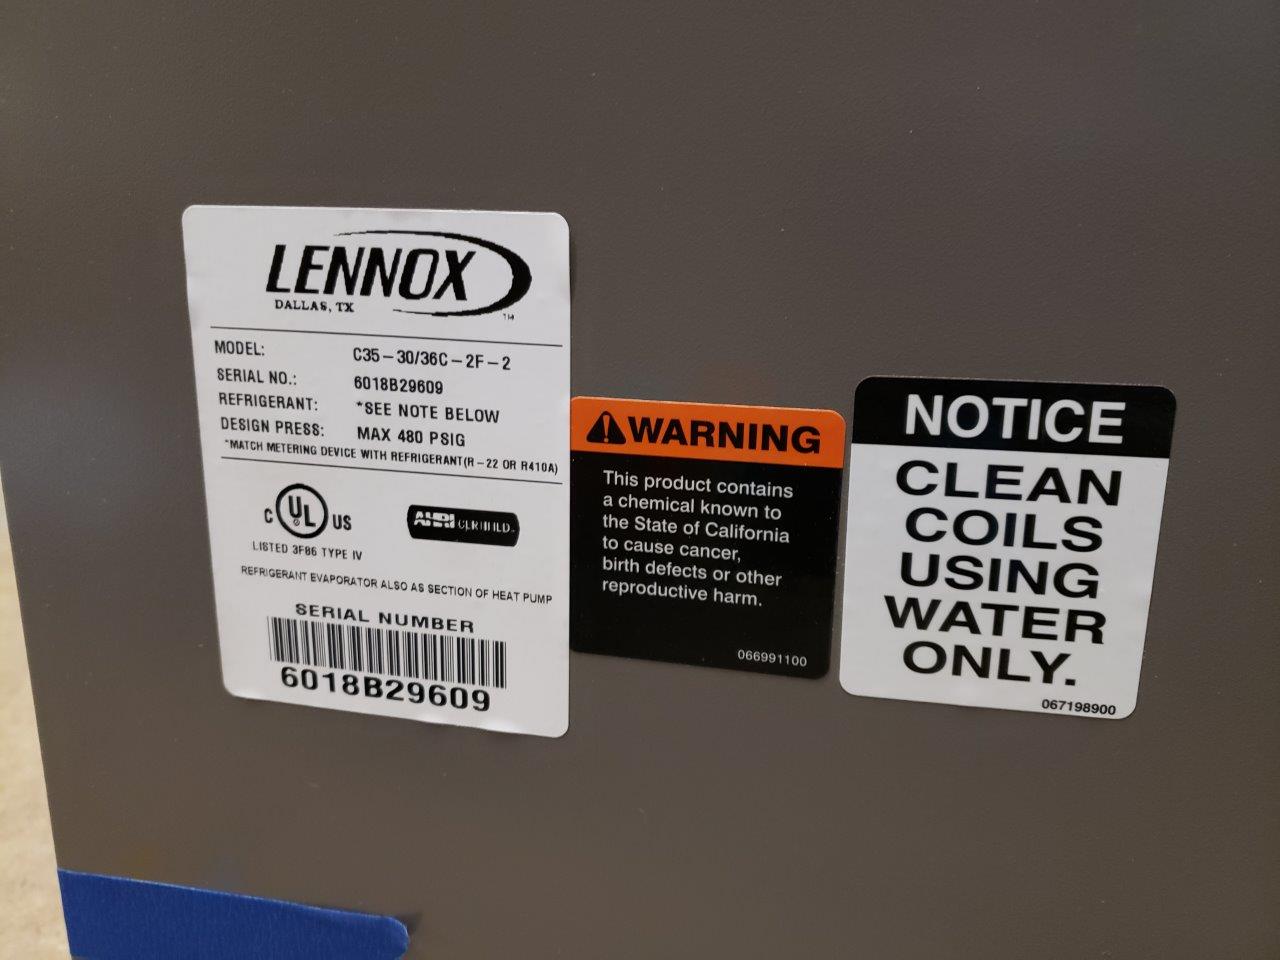 LENNOX
DALLAS, TX
™
MODEL: C35-30/36C-2F-2
SERIAL NO.: 6018B29609
REFRIGERANT: *SEE NOTE BELOW
DESIGN PRESS: MAX 480 PSIG
*MATCH METERING DEVICE WITH REFRIGERANT(R-22 OR R410A)
C UL US
LISTED 3F86 TYPE IV
AHRI CERTIFIED
REFRIGERANT EVAPORATOR ALSO AS SECTION OF HEAT PUMP
SERIAL NUMBER
6018B29609
WARNING
This product contains
a chemical known to
the State of California
to cause cancer,
birth defects or other
reproductive harm.
066991100
NOTICE
CLEAN
COILS
USING
WATER
ONLY.
067198900